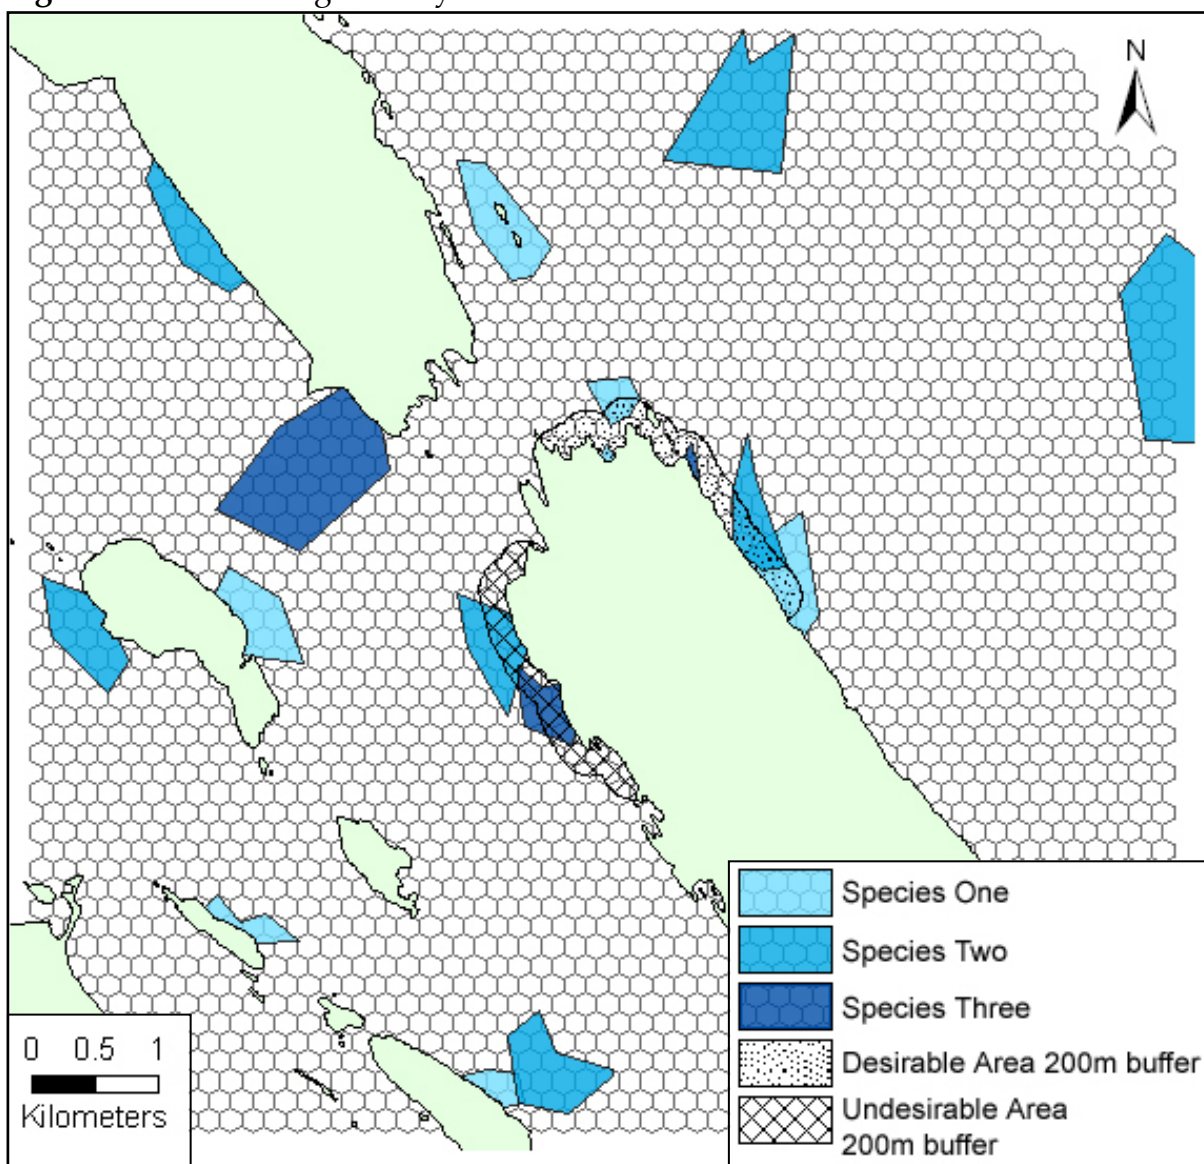 N
Species One
Species Two
Species Three
Desirable Area 200m buffer
Undesirable Area
200m buffer
0 0.5 1
Kilometers